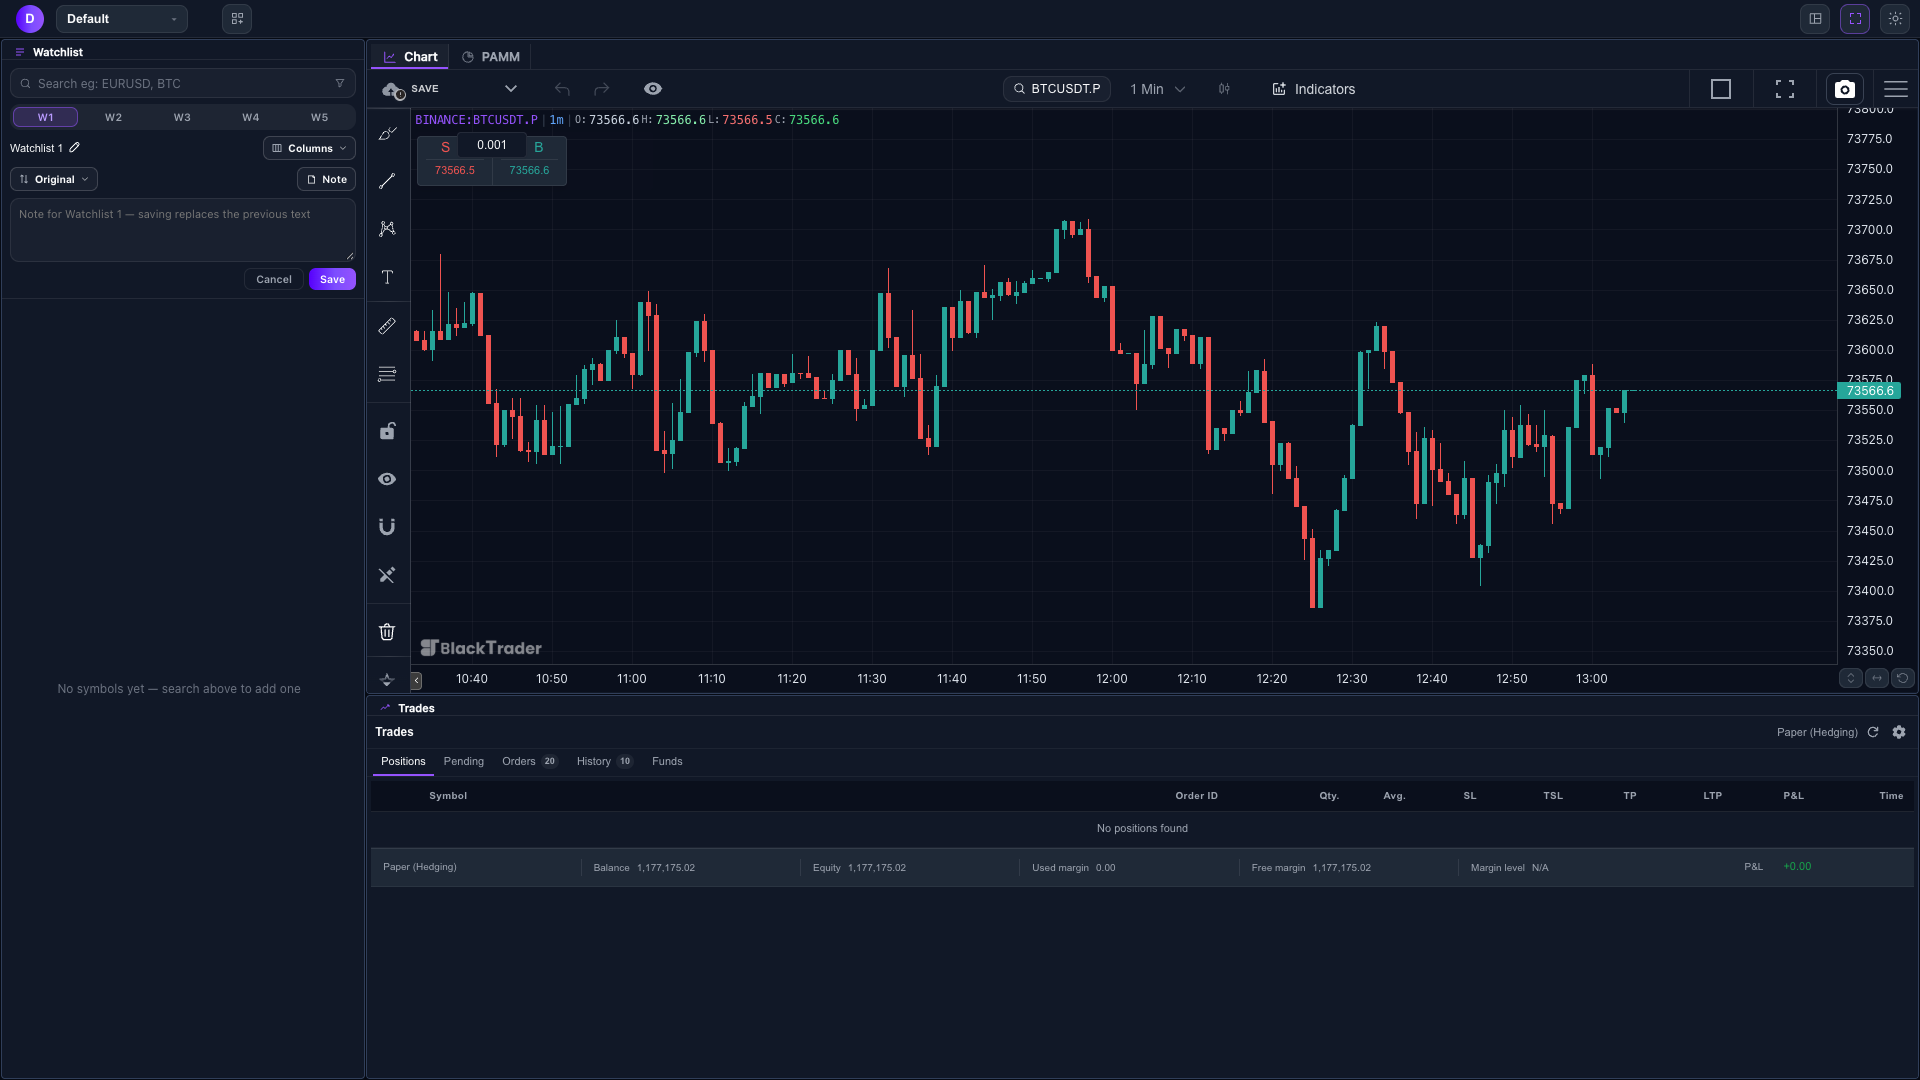 D Default
Watchlist
Search eg: EURUSD, BTC
W1 W2 W3 W4 W5
Watchlist 1 Columns
Original Note
Note for Watchlist 1 — saving replaces the previous text
Cancel Save
No symbols yet — search above to add one
Chart PAMM
SAVE BTCUSDT.P 1 Min Indicators
BINANCE:BTCUSDT.P 1m O: 73566.6 H: 73566.6 L: 73566.5 C: 73566.6
S 0.001 B
73566.5 73566.6
73800.0
73775.0
73750.0
73725.0
73700.0
73675.0
73650.0
73625.0
73600.0
73575.0
73566.6
73550.0
73525.0
73500.0
73475.0
73450.0
73425.0
73400.0
73375.0
73350.0
BlackTrader
10:40 10:50 11:00 11:10 11:20 11:30 11:40 11:50 12:00 12:10 12:20 12:30 12:40 12:50 13:00
Trades
Trades Paper (Hedging)
Positions Pending Orders 20 History 10 Funds
Symbol Order ID Qty. Avg. SL TSL TP LTP P&L Time
No positions found
Paper (Hedging) Balance 1,177,175.02 Equity 1,177,175.02 Used margin 0.00 Free margin 1,177,175.02 Margin level N/A P&L +0.00